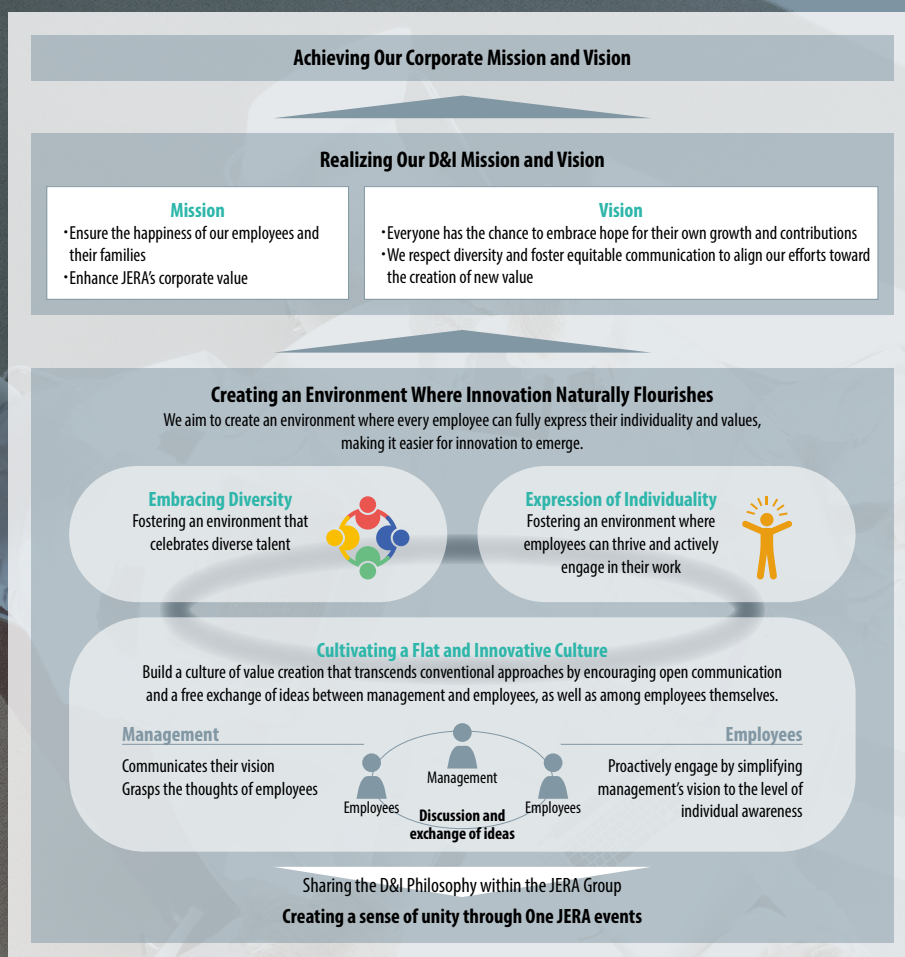 Achieving Our Corporate Mission and Vision
Realizing Our D&I Mission and Vision
Mission
・Ensure the happiness of our employees and
their families
・Enhance JERA’s corporate value
Vision
・Everyone has the chance to embrace hope for their own growth and contributions
・We respect diversity and foster equitable communication to align our efforts toward
the creation of new value
Creating an Environment Where Innovation Naturally Flourishes
We aim to create an environment where every employee can fully express their individuality and values,
making it easier for innovation to emerge.
Embracing Diversity
Fostering an environment that
celebrates diverse talent
Expression of Individuality
Fostering an environment where
employees can thrive and actively
engage in their work
Cultivating a Flat and Innovative Culture
Build a culture of value creation that transcends conventional approaches by encouraging open communication
and a free exchange of ideas between management and employees, as well as among employees themselves.
Management
Communicates their vision
Grasps the thoughts of employees
Management
Employees
Employees
Discussion and
exchange of ideas
Employees
Proactively engage by simplifying
management’s vision to the level of
individual awareness
Sharing the D&I Philosophy within the JERA Group
Creating a sense of unity through One JERA events